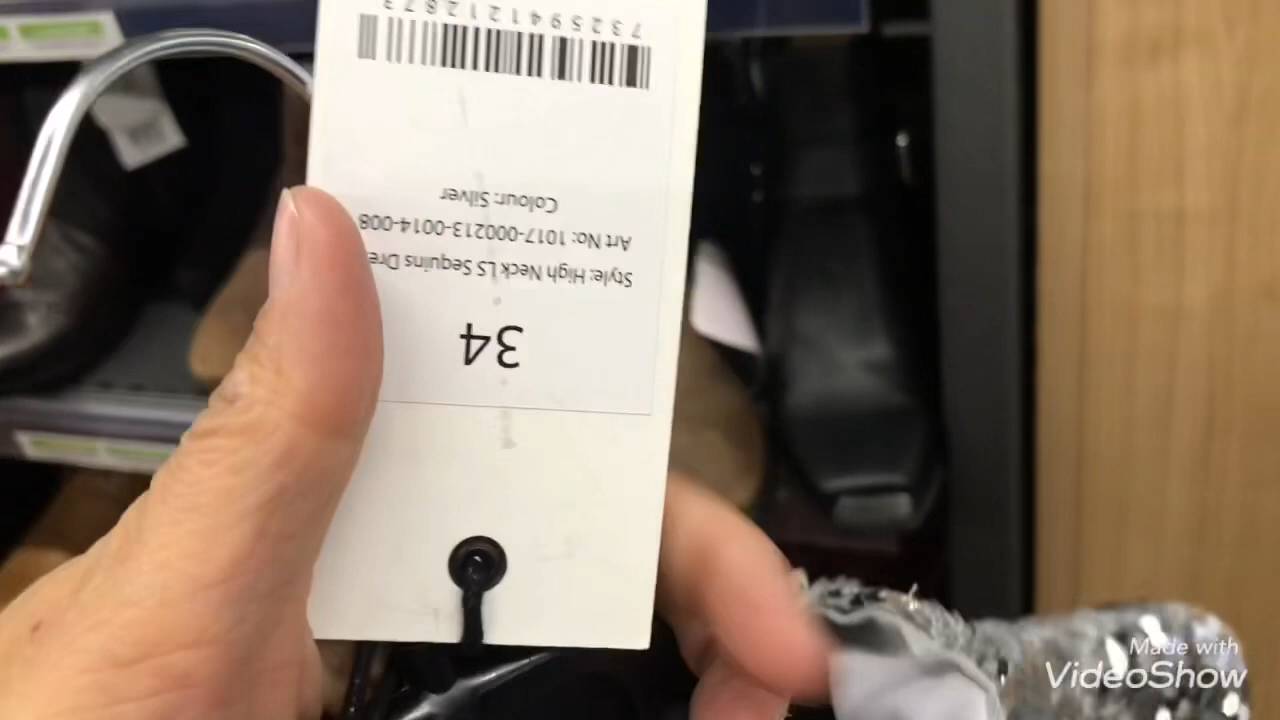 34
Style: High Neck LS Sequins Dre
Art No: 1017-000213-0014-008
Colour: Silver
7325941212873
Made with
VideoShow